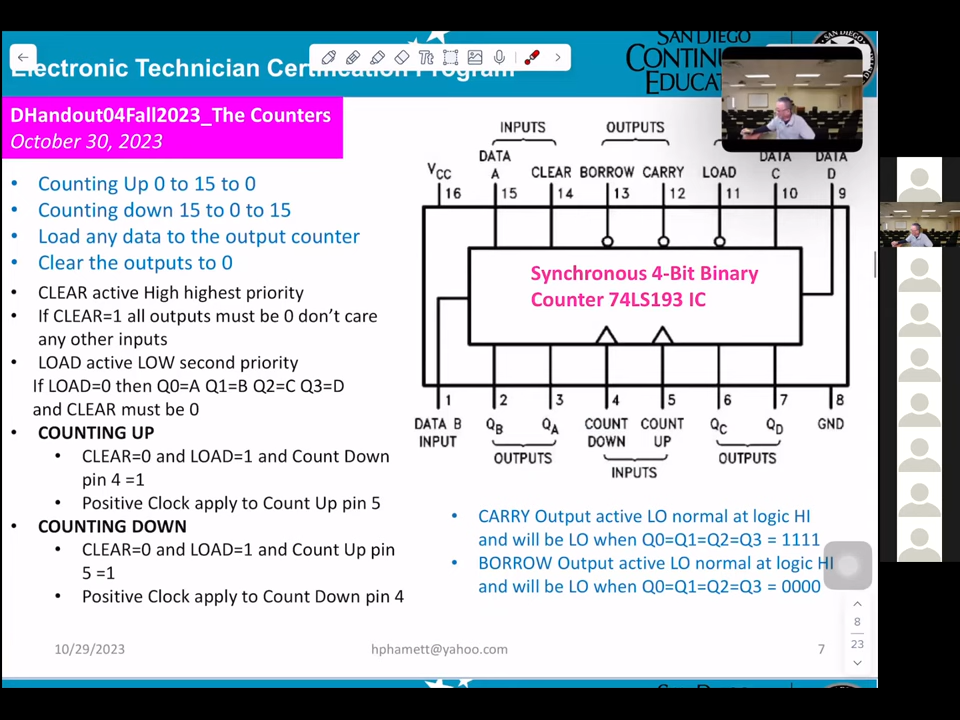 Electronic Technician Certification Program
SAN DIEGO
CONTINU
EDUCAT
SAN DIE
DHandout04Fall2023_The Counters
October 30, 2023
• Counting Up 0 to 15 to 0
• Counting down 15 to 0 to 15
• Load any data to the output counter
• Clear the outputs to 0
• CLEAR active High highest priority
• If CLEAR=1 all outputs must be 0 don’t care
any other inputs
• LOAD active LOW second priority
If LOAD=0 then Q0=A Q1=B Q2=C Q3=D
and CLEAR must be 0
• COUNTING UP
• CLEAR=0 and LOAD=1 and Count Down
pin 4 =1
• Positive Clock apply to Count Up pin 5
• COUNTING DOWN
• CLEAR=0 and LOAD=1 and Count Up pin
5 =1
• Positive Clock apply to Count Down pin 4
INPUTS OUTPUTS
DATA DATA DATA
VCC A CLEAR BORROW CARRY LOAD C D
16 15 14 13 12 11 10 9
Synchronous 4-Bit Binary
Counter 74LS193 IC
1 2 3 4 5 6 7 8
DATA B QB QA COUNT COUNT QC QD GND
INPUT DOWN UP
OUTPUTS OUTPUTS
INPUTS
• CARRY Output active LO normal at logic HI
and will be LO when Q0=Q1=Q2=Q3 = 1111
• BORROW Output active LO normal at logic HI
and will be LO when Q0=Q1=Q2=Q3 = 0000
8
23
10/29/2023 hphamett@yahoo.com 7